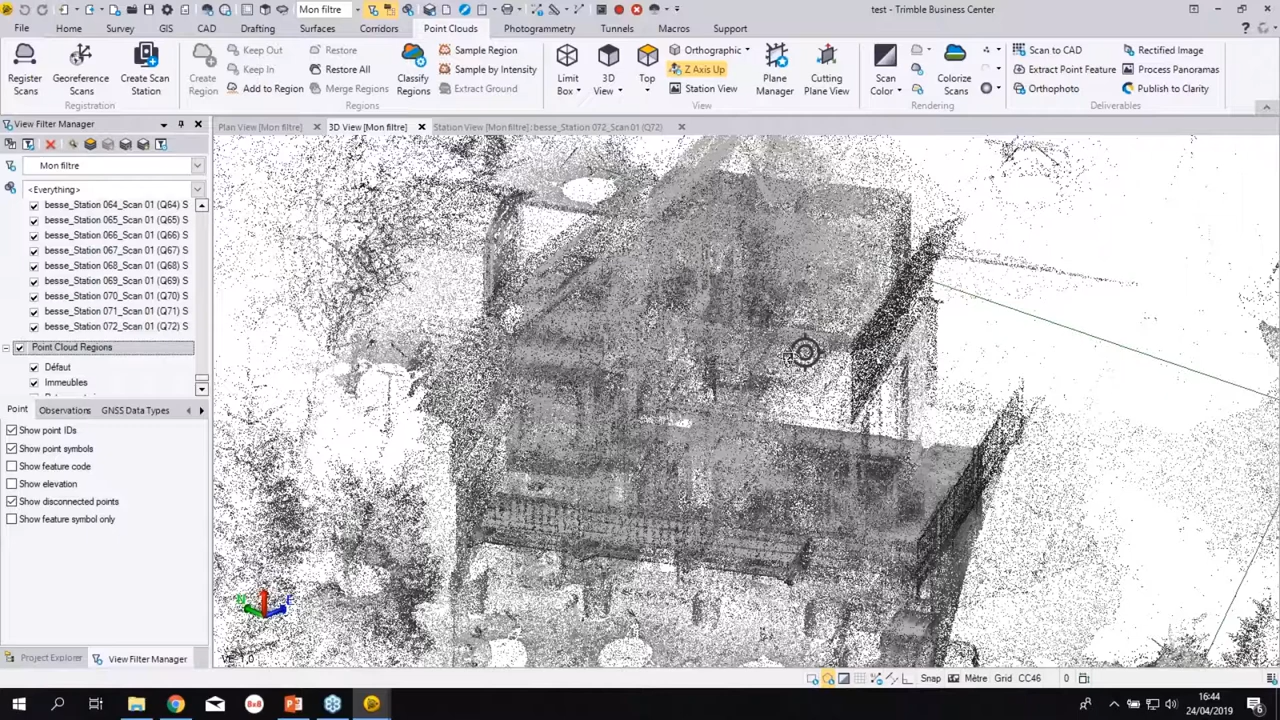 Mon filtre
test - Trimble Business Center
File Home Survey GIS CAD Drafting Surfaces Corridors Point Clouds Photogrammetry Tunnels Macros Support
Register Scans
Georeference Scans
Create Scan Station
Registration
Create Region
Keep Out
Keep In
Add to Region
Restore
Restore All
Merge Regions
Classify Regions
Sample Region
Sample by Intensity
Extract Ground
Regions
Limit Box
3D View
Top
Orthographic
Z Axis Up
Station View
Plane Manager
Cutting Plane View
View
Scan Color
Colorize Scans
Rendering
Scan to CAD
Extract Point Feature
Orthophoto
Rectified Image
Process Panoramas
Publish to Clarity
Deliverables
View Filter Manager
Plan View [Mon filtre]
3D View [Mon filtre]
Station View [Mon filtre] : besse_Station 072_Scan 01 (Q72)
Mon filtre
<Everything>
besse_Station 064_Scan 01 (Q64) S
besse_Station 065_Scan 01 (Q65) S
besse_Station 066_Scan 01 (Q66) S
besse_Station 067_Scan 01 (Q67) S
besse_Station 068_Scan 01 (Q68) S
besse_Station 069_Scan 01 (Q69) S
besse_Station 070_Scan 01 (Q70) S
besse_Station 071_Scan 01 (Q71) S
besse_Station 072_Scan 01 (Q72) S
Point Cloud Regions
Défaut
Immeubles
Point Observations GNSS Data Types
Show point IDs
Show point symbols
Show feature code
Show elevation
Show disconnected points
Show feature symbol only
Project Explorer
View Filter Manager
VE 1,0
Snap Mètre Grid CC46 0
16:44
24/04/2019